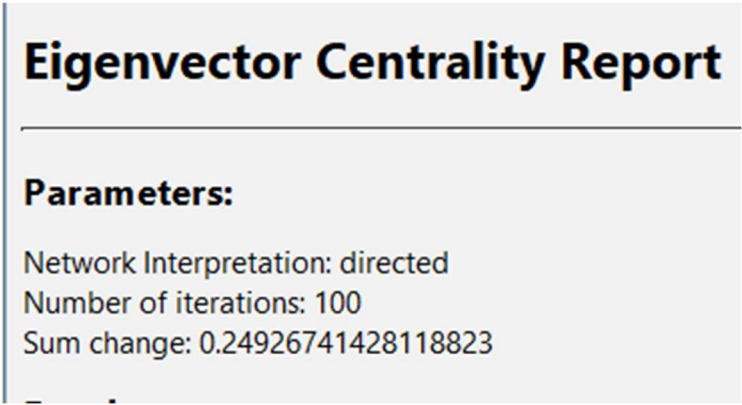 Eigenvector Centrality Report
Parameters:
Network Interpretation: directed
Number of iterations: 100
Sum change: 0.24926741428118823